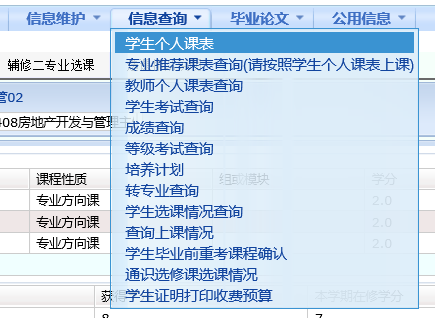 信息维护 信息查询 毕业论文 公用信息
学生个人课表
辅修二专业选课
专业推荐课表查询(请按照学生个人课表上课)
教师个人课表查询
管02
学生考试查询
408房地产开发与管理
成绩查询
等级考试查询
培养计划
课程性质 组或模块 学分
转专业查询
专业方向课 2.0
学生选课情况查询
专业方向课 2.0
查询上课情况
专业方向课 2.0
学生毕业前重考课程确认
通识选修课选课情况
学生证明打印收费预算
获得 本学期在修学分
8 7